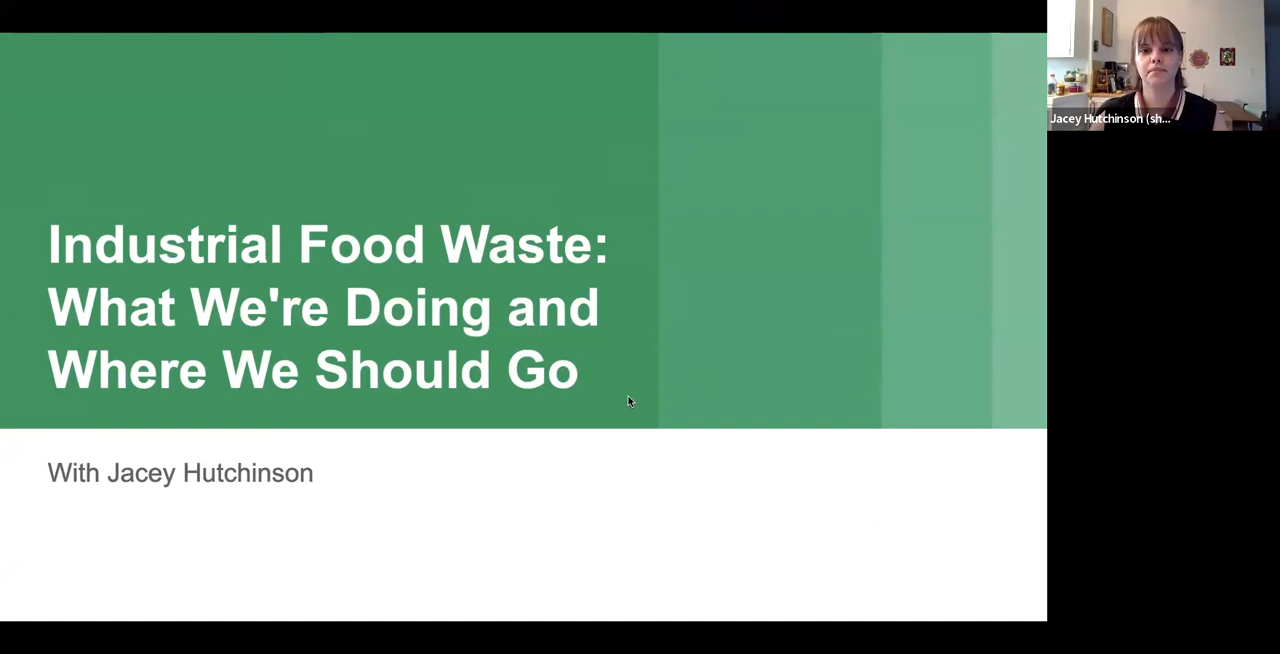 Industrial Food Waste:
What We're Doing and
Where We Should Go
With Jacey Hutchinson
Jacey Hutchinson (sh...